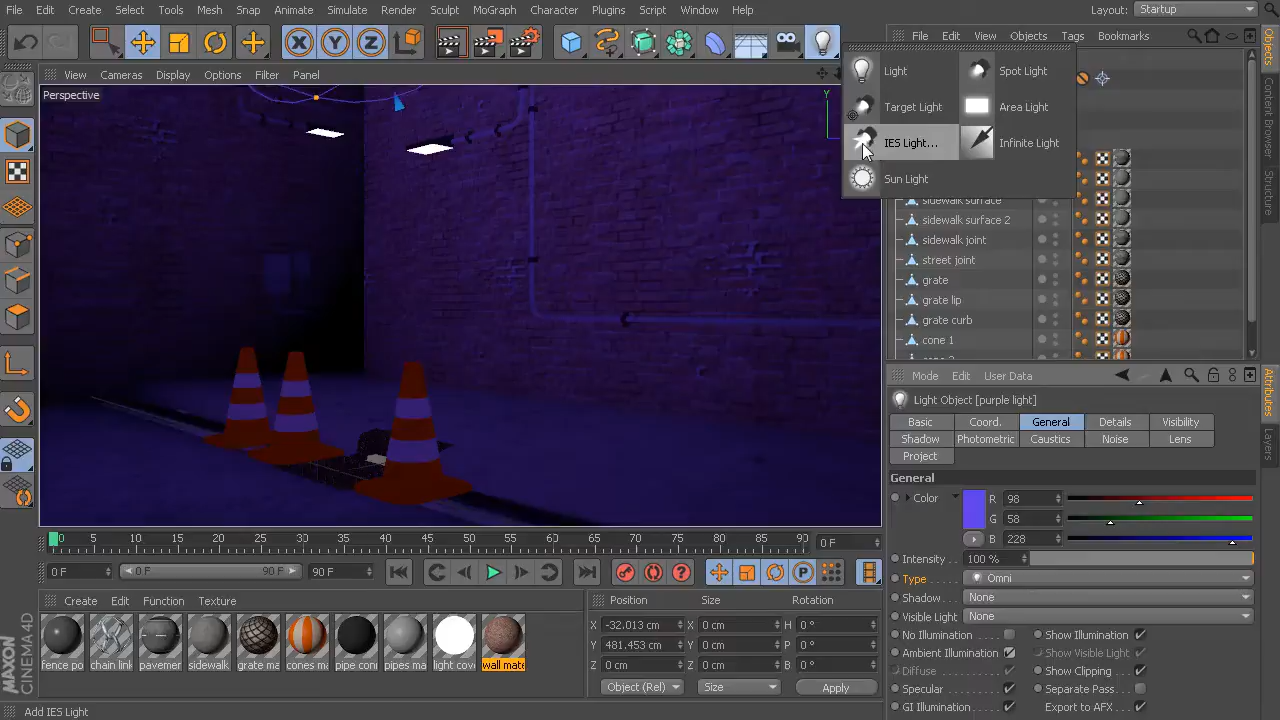 File Edit Create Select Tools Mesh Snap Animate Simulate Render Sculpt MoGraph Character Plugins Script Window Help
Layout: Startup
View Cameras Display Options Filter Panel
Perspective
Y
X Y Z
File Edit View Objects Tags Bookmarks
Light Spot Light
Target Light Area Light
IES Light... Infinite Light
Sun Light
sidewalk surface
sidewalk surface 2
sidewalk joint
street joint
grate
grate lip
grate curb
cone 1
Objects
Content Browser
Structure
Mode Edit User Data
Light Object [purple light]
Basic Coord. General Details Visibility
Shadow Photometric Caustics Noise Lens
Project
General
Color R 98
G 58
B 228
Intensity 100 %
Type Omni
Shadow None
Visible Light None
No Illumination Show Illumination
Ambient Illumination Show Visible Light
Diffuse Show Clipping
Specular Separate Pass
GI Illumination Export to AFX
Attributes
Layers
0 5 10 15 20 25 30 35 40 45 50 55 60 65 70 75 80 85 90 0 F
0 F 0 F 90 F 90 F
Create Edit Function Texture
fence po chain link pavemer sidewalk grate ma cones ma pipe conn pipes ma light cove wall mate
Position Size Rotation
X -32.013 cm X 0 cm H 0 °
Y 481.453 cm Y 0 cm P 0 °
Z 0 cm Z 0 cm B 0 °
Object (Rel) Size Apply
MAXON
CINEMA 4D
Add IES Light